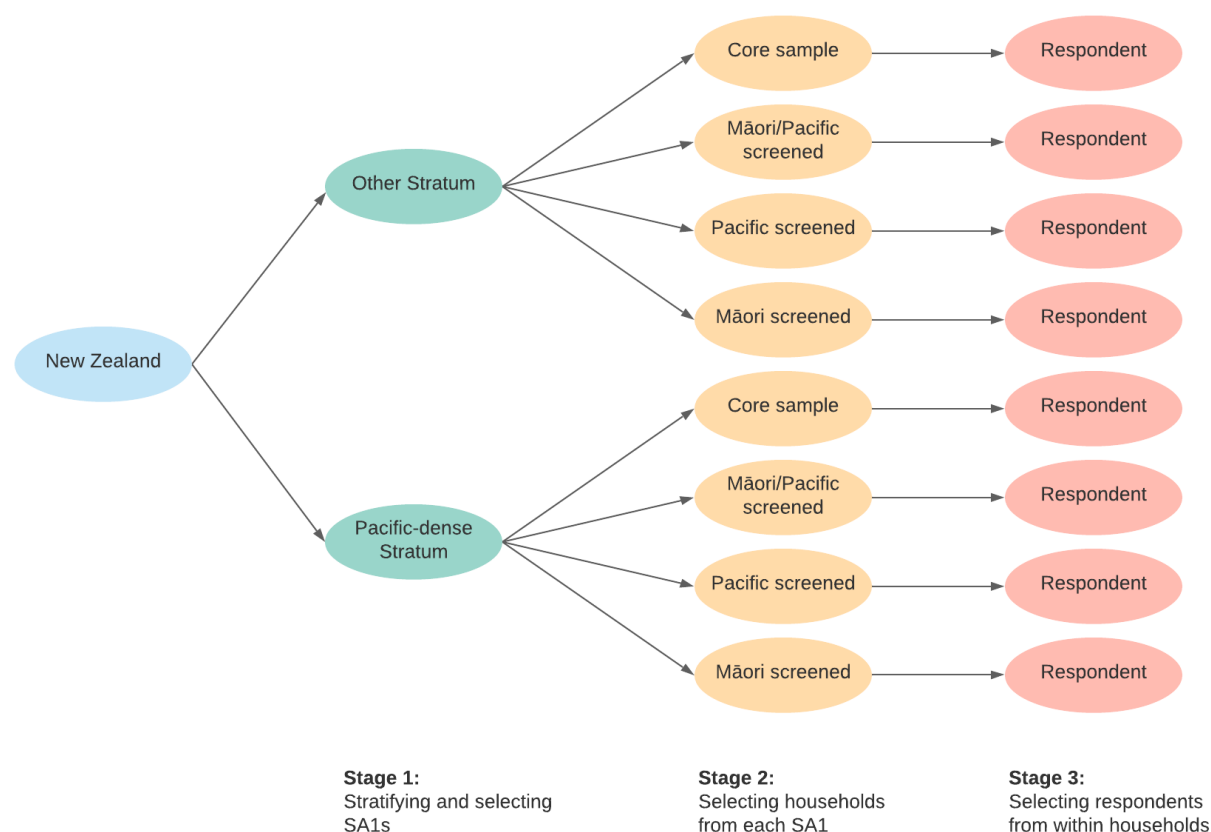 Core sample
Respondent
Māori/Pacific
screened
Respondent
Other Stratum
Pacific screened
Respondent
Māori screened
Respondent
New Zealand
Core sample
Respondent
Māori/Pacific
screened
Respondent
Pacific-dense
Stratum
Pacific screened
Respondent
Māori screened
Respondent
Stage 1:
Stratifying and selecting
SA1s
Stage 2:
Selecting households
from each SA1
Stage 3:
Selecting respondents
from within households